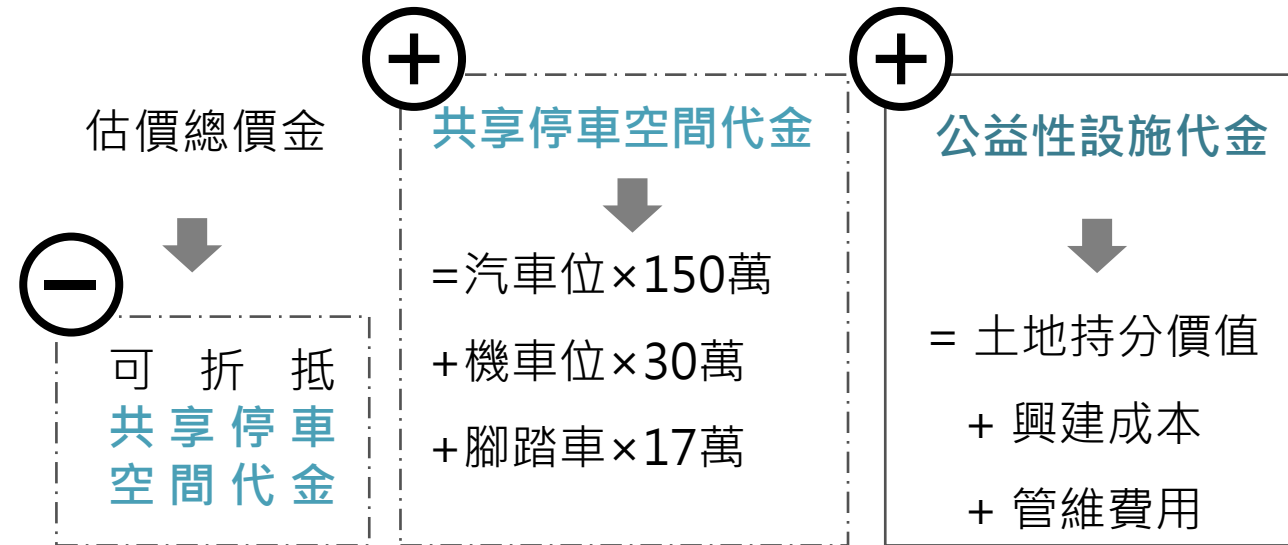 估價總價金
可折抵
共享停車
空間代金
共享停車空間代金
=汽車位×150萬
+機車位×30萬
+腳踏車×17萬
公益性設施代金
= 土地持分價值
+ 興建成本
+ 管維費用